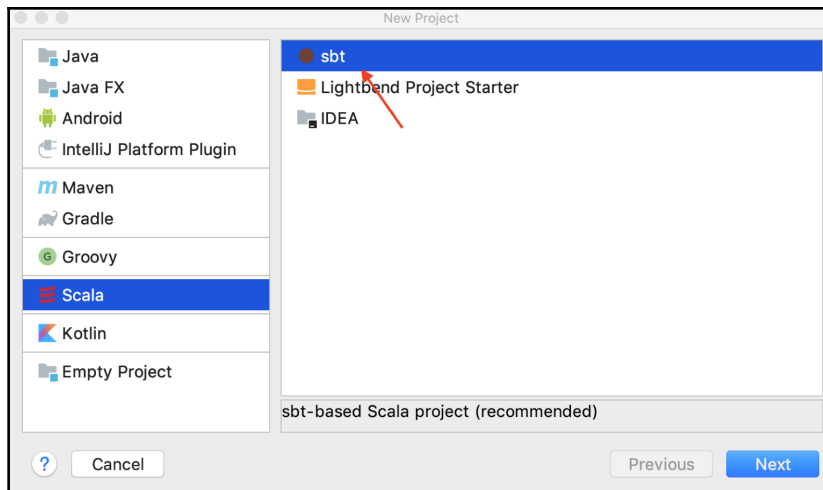 New Project
Java
Java FX
Android
IntelliJ Platform Plugin
m Maven
Gradle
G Groovy
Scala
Kotlin
Empty Project
sbt
Lightbend Project Starter
IDEA
sbt-based Scala project (recommended)
? Cancel Previous Next